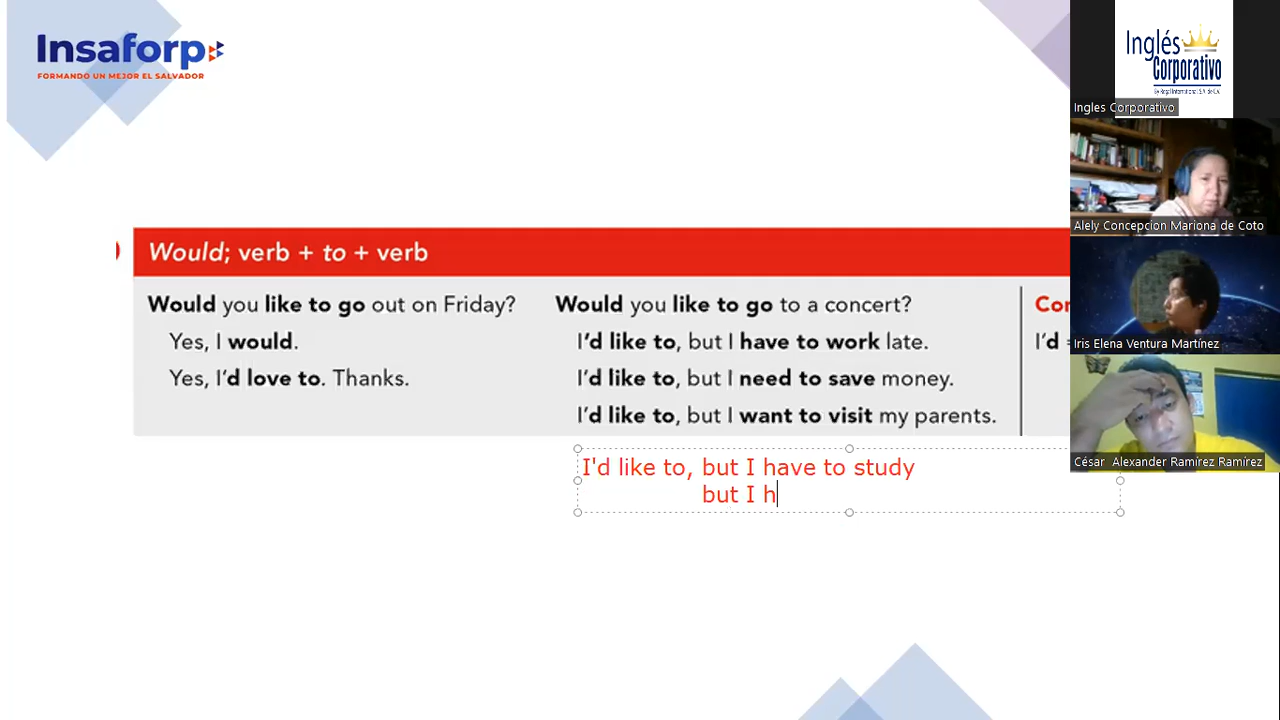 Insaforp
FORMANDO UN MEJOR EL SALVADOR
Would; verb + to + verb
Would you like to go out on Friday?
Yes, I would.
Yes, I'd love to. Thanks.
Would you like to go to a concert?
I'd like to, but I have to work late.
I'd like to, but I need to save money.
I'd like to, but I want to visit my parents.
Con
I'd =
I'd like to, but I have to study
but I h
Inglés
Corporativo
Ingles Corporativo
Alely Concepcion Mariona de Coto
Iris Elena Ventura Martínez
César Alexander Ramírez Ramírez